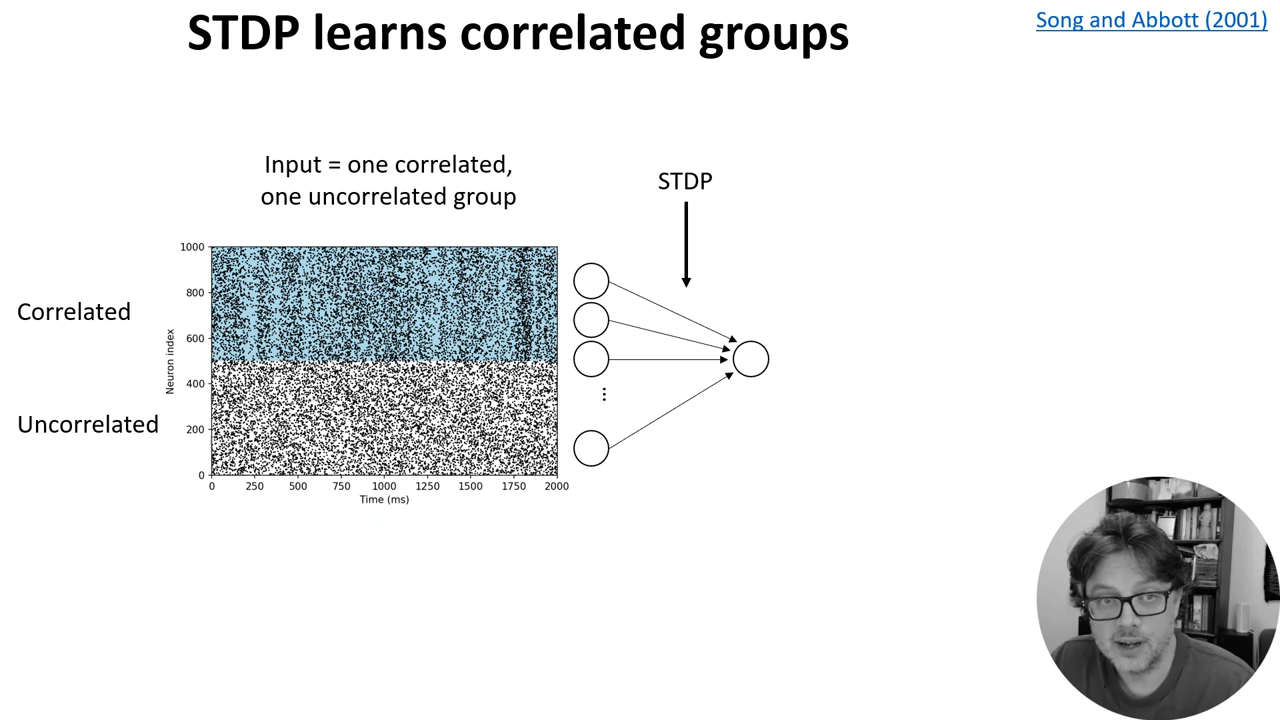 STDP learns correlated groups
Song and Abbott (2001)
Input = one correlated,
one uncorrelated group
STDP
Correlated
Uncorrelated
Neuron index
1000
800
600
400
200
0
0 250 500 750 1000 1250 1500 1750 2000
Time (ms)